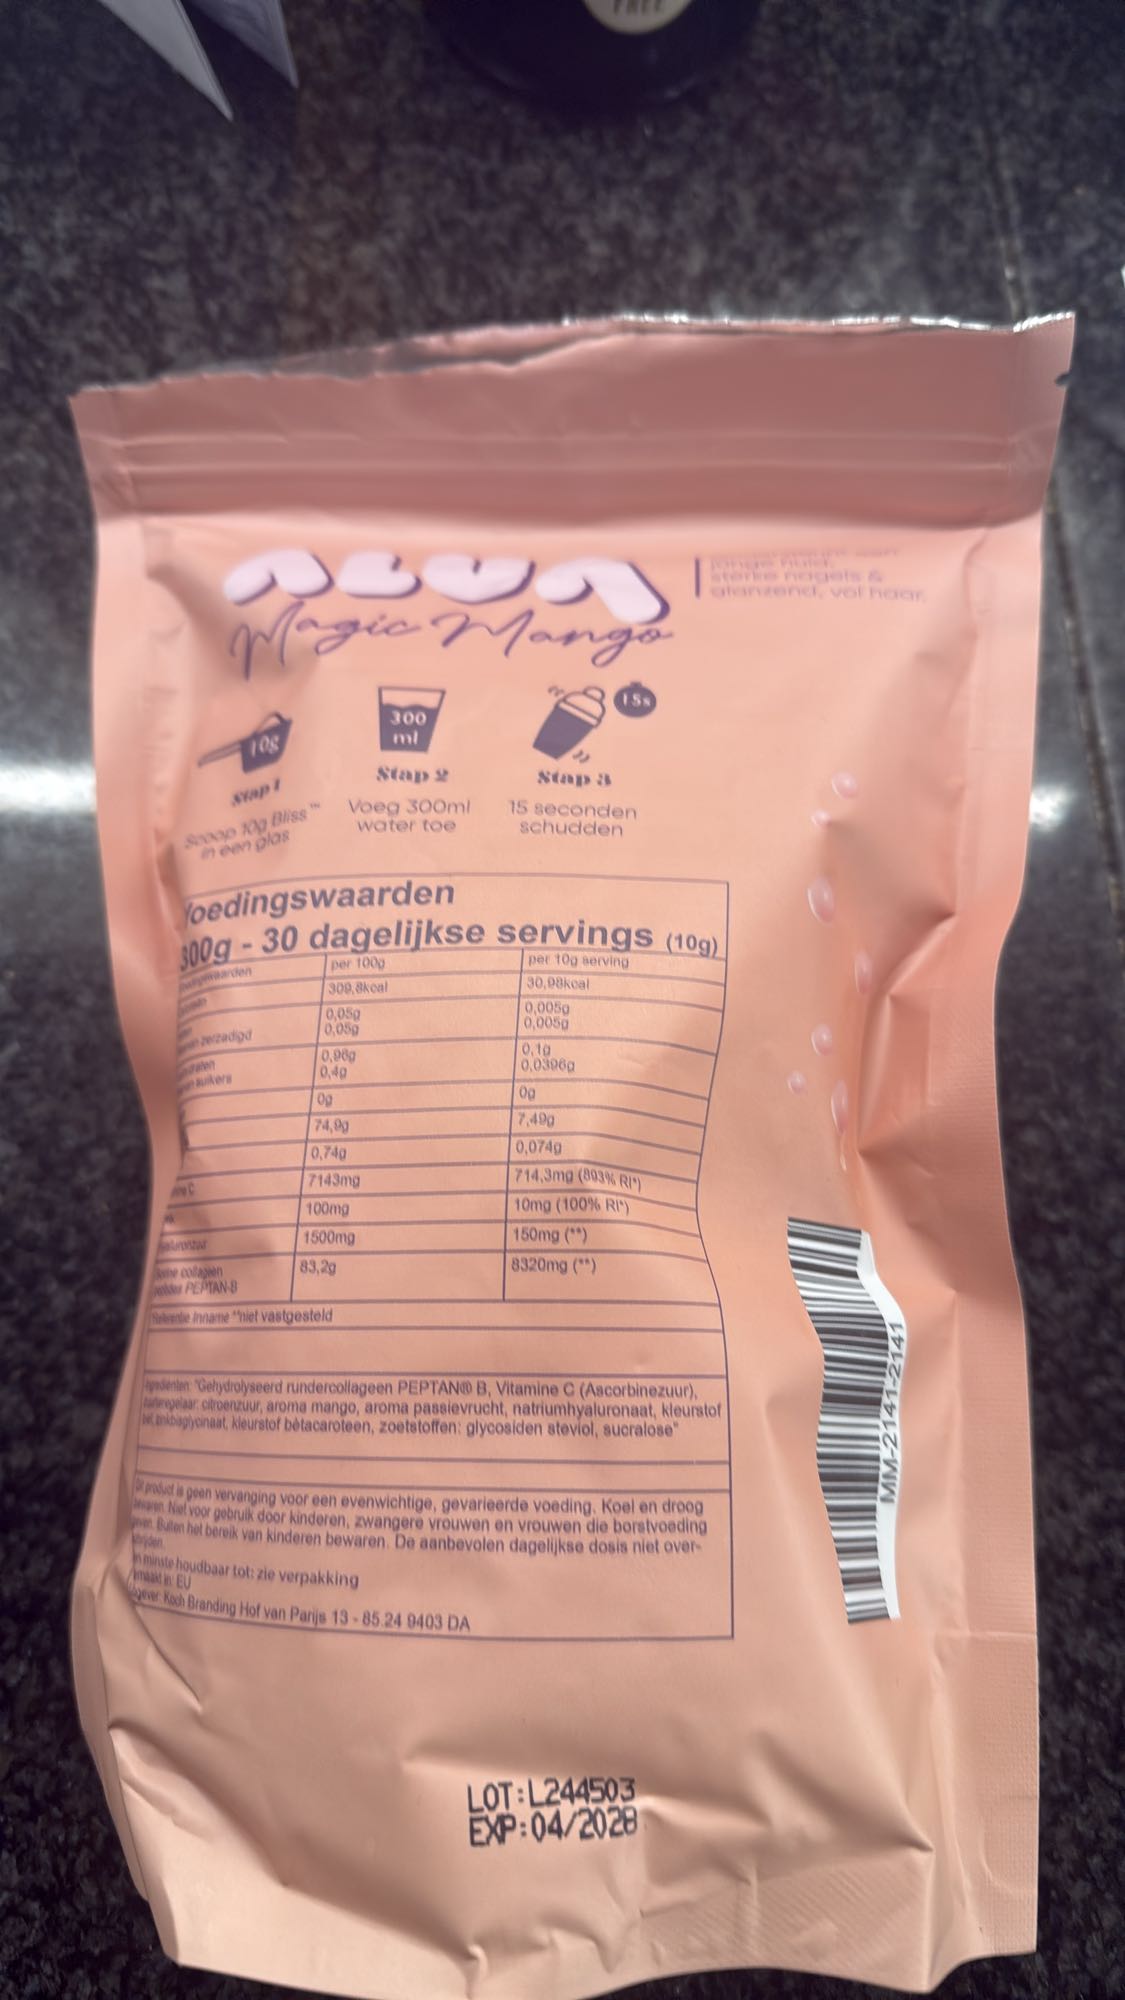 FREE
ALUA
Magic Mango
jonge huid,
sterke nagels &
glanzend, vol haar.
10g
300
ml
15s
Stap 1
Stap 2
Stap 3
Scoop 10g Bliss™
in een glas
Voeg 300ml
water toe
15 seconden
schudden
Voedingswaarden
300g - 30 dagelijkse servings (10g)
per 100g per 10g serving
309,8kcal 30,98kcal
0,05g 0,005g
zerzadigd 0,05g 0,005g
0,96g 0,1g
suikers 0,4g 0,0396g
0g 0g
74,9g 7,49g
0,74g 0,074g
C 7143mg 714,3mg (893% RI*)
100mg 10mg (100% RI*)
1500mg 150mg (**)
collageen 83,2g 8320mg (**)
PEPTAN-B
Referentie Inname **niet vastgesteld
"Gehydrolyseerd rundercollageen PEPTAN® B, Vitamine C (Ascorbinezuur),
citroenzuur, aroma mango, aroma passievrucht, natriumhyaluronaat, kleurstof
zinkbisglycinaat, kleurstof bètacaroteen, zoetstoffen: glycosiden steviol, sucralose"
Dit product is geen vervanging voor een evenwichtige, gevarieerde voeding. Koel en droog
bewaren. Niet voor gebruik door kinderen, zwangere vrouwen en vrouwen die borstvoeding
geven. Buiten het bereik van kinderen bewaren. De aanbevolen dagelijkse dosis niet over-
minste houdbaar tot: zie verpakking
in: EU
Koch Branding Hof van Parijs 13 - 85.24 9403 DA
MM-2141-2141
LOT:L244503
EXP:04/2028